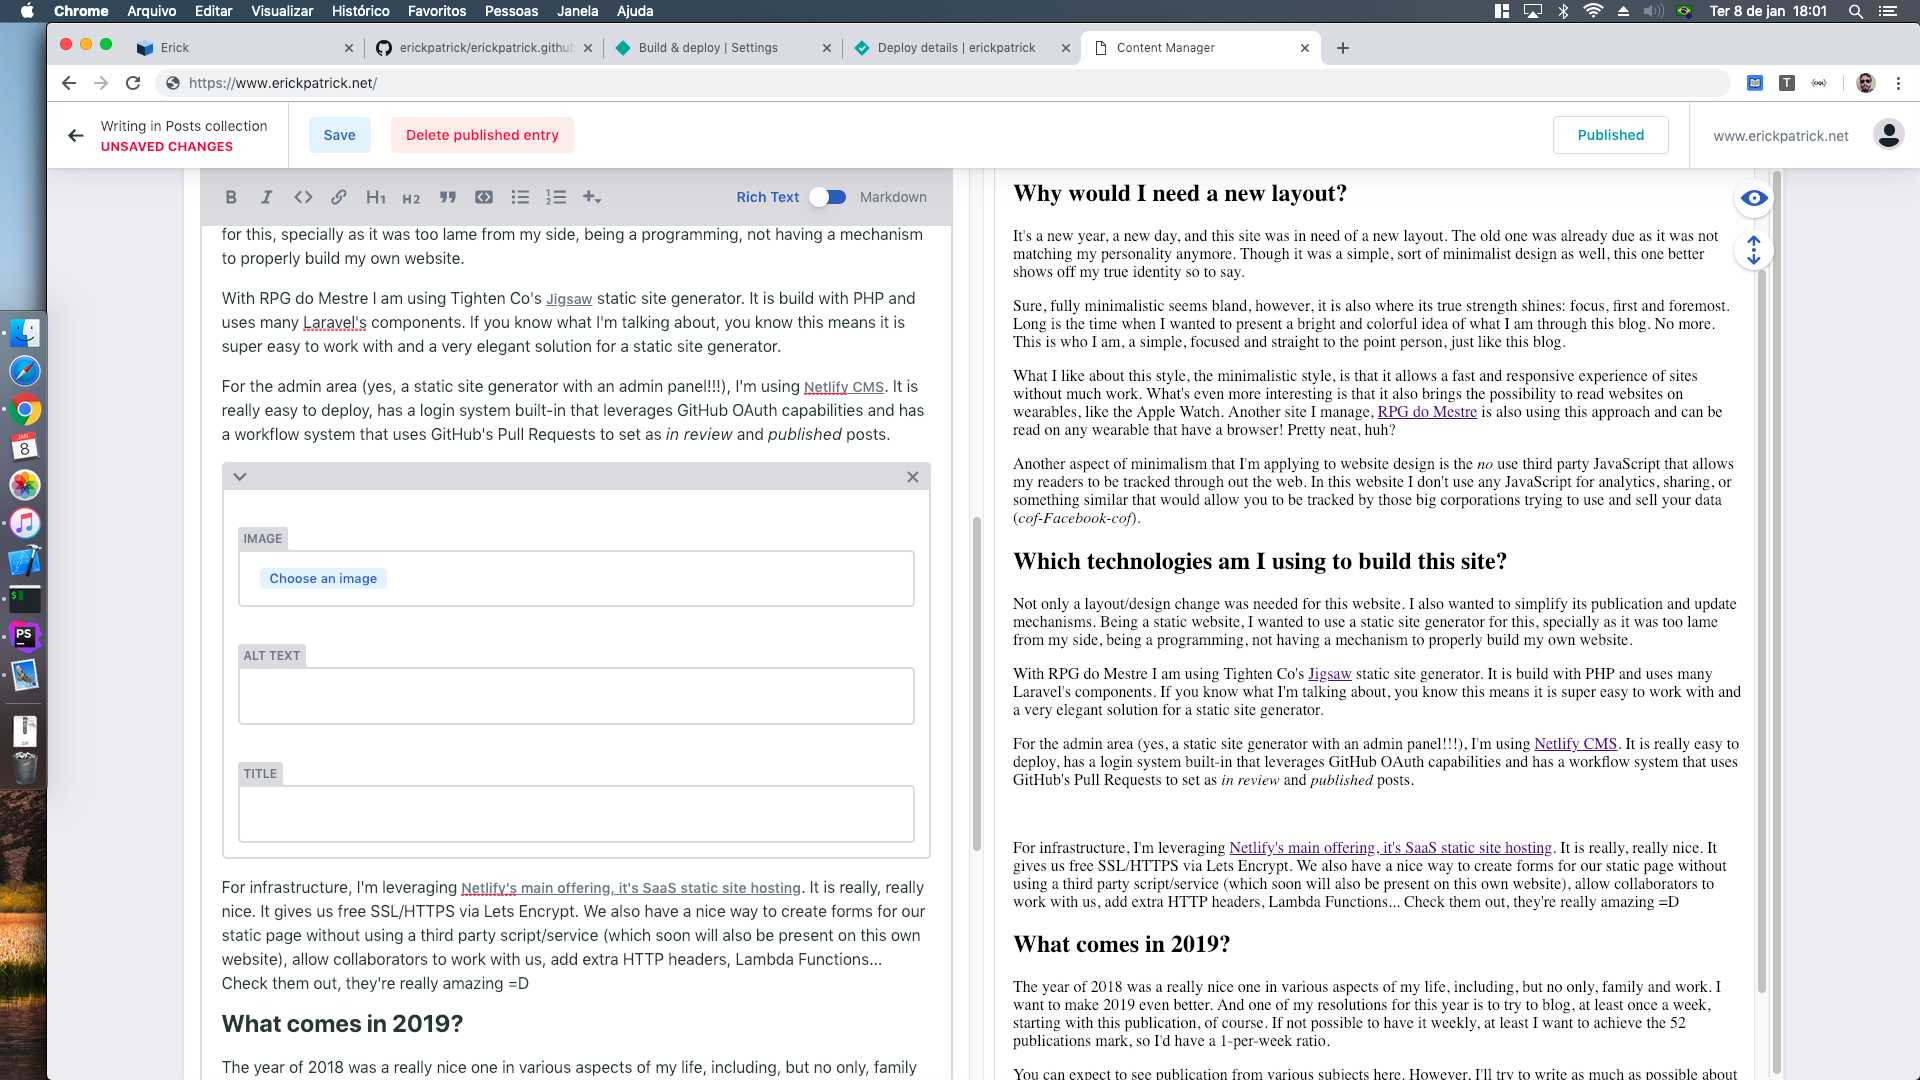 Chrome Arquivo Editar Visualizar Histórico Favoritos Pessoas Janela Ajuda Ter 8 de jan 18:01
Erick erickpatrick/erickpatrick.github Build & deploy | Settings Deploy details | erickpatrick Content Manager
https://www.erickpatrick.net/
T
Writing in Posts collection
UNSAVED CHANGES
Save Delete published entry Published www.erickpatrick.net
B I <> H1 H2 Rich Text Markdown
for this, specially as it was too lame from my side, being a programming, not having a mechanism
to properly build my own website.
With RPG do Mestre I am using Tighten Co's Jigsaw static site generator. It is build with PHP and
uses many Laravel's components. If you know what I'm talking about, you know this means it is
super easy to work with and a very elegant solution for a static site generator.
For the admin area (yes, a static site generator with an admin panel!!!), I'm using Netlify CMS. It is
really easy to deploy, has a login system built-in that leverages GitHub OAuth capabilities and has
a workflow system that uses GitHub's Pull Requests to set as in review and published posts.
IMAGE
Choose an image
ALT TEXT
TITLE
For infrastructure, I'm leveraging Netlify's main offering, it's SaaS static site hosting. It is really, really
nice. It gives us free SSL/HTTPS via Lets Encrypt. We also have a nice way to create forms for our
static page without using a third party script/service (which soon will also be present on this own
website), allow collaborators to work with us, add extra HTTP headers, Lambda Functions...
Check them out, they're really amazing =D
What comes in 2019?
The year of 2018 was a really nice one in various aspects of my life, including, but no only, family
Why would I need a new layout?
It's a new year, a new day, and this site was in need of a new layout. The old one was already due as it was not
matching my personality anymore. Though it was a simple, sort of minimalist design as well, this one better
shows off my true identity so to say.
Sure, fully minimalistic seems bland, however, it is also where its true strength shines: focus, first and foremost.
Long is the time when I wanted to present a bright and colorful idea of what I am through this blog. No more.
This is who I am, a simple, focused and straight to the point person, just like this blog.
What I like about this style, the minimalistic style, is that it allows a fast and responsive experience of sites
without much work. What's even more interesting is that it also brings the possibility to read websites on
wearables, like the Apple Watch. Another site I manage, RPG do Mestre is also using this approach and can be
read on any wearable that have a browser! Pretty neat, huh?
Another aspect of minimalism that I'm applying to website design is the no use third party JavaScript that allows
my readers to be tracked through out the web. In this website I don't use any JavaScript for analytics, sharing, or
something similar that would allow you to be tracked by those big corporations trying to use and sell your data
(cof-Facebook-cof).
Which technologies am I using to build this site?
Not only a layout/design change was needed for this website. I also wanted to simplify its publication and update
mechanisms. Being a static website, I wanted to use a static site generator for this, specially as it was too lame
from my side, being a programming, not having a mechanism to properly build my own website.
With RPG do Mestre I am using Tighten Co's Jigsaw static site generator. It is build with PHP and uses many
Laravel's components. If you know what I'm talking about, you know this means it is super easy to work with and
a very elegant solution for a static site generator.
For the admin area (yes, a static site generator with an admin panel!!!), I'm using Netlify CMS. It is really easy to
deploy, has a login system built-in that leverages GitHub OAuth capabilities and has a workflow system that uses
GitHub's Pull Requests to set as in review and published posts.
For infrastructure, I'm leveraging Netlify's main offering, it's SaaS static site hosting. It is really, really nice. It
gives us free SSL/HTTPS via Lets Encrypt. We also have a nice way to create forms for our static page without
using a third party script/service (which soon will also be present on this own website), allow collaborators to
work with us, add extra HTTP headers, Lambda Functions... Check them out, they're really amazing =D
What comes in 2019?
The year of 2018 was a really nice one in various aspects of my life, including, but no only, family and work. I
want to make 2019 even better. And one of my resolutions for this year is to try to blog, at least once a week,
starting with this publication, of course. If not possible to have it weekly, at least I want to achieve the 52
publications mark, so I'd have a 1-per-week ratio.
You can expect to see publication from various subjects here. However, I'll try to write as much as possible about
JAN
8
$
PS
ZIP